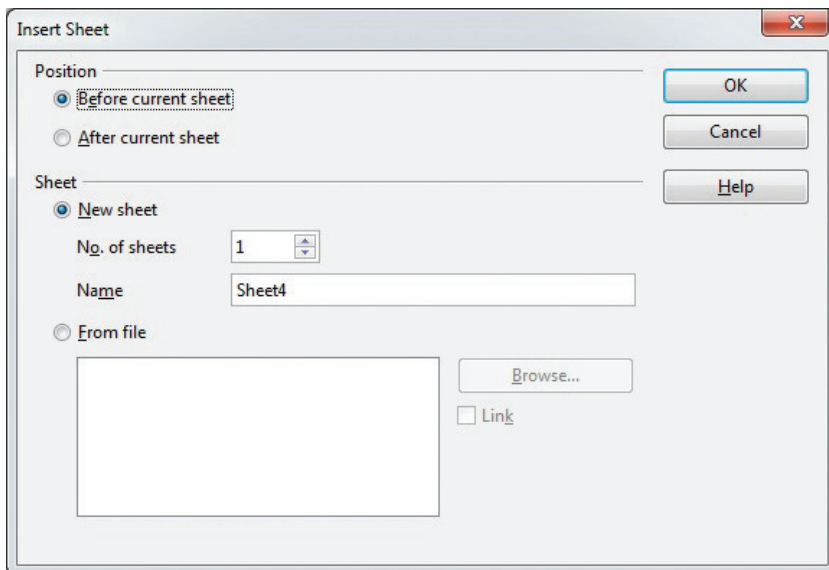 Insert Sheet
Position
Before current sheet
After current sheet
OK
Cancel
Help
Sheet
New sheet
No. of sheets 1
Name Sheet4
From file
Browse...
Link